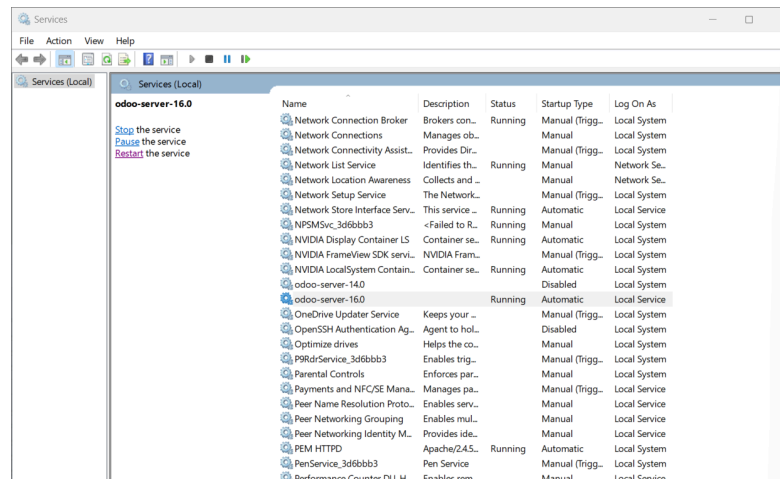 Services
File Action View Help
Services (Local)
Services (Local)
odoo-server-16.0
Stop the service
Pause the service
Restart the service
Name Description Status Startup Type Log On As
Network Connection Broker Brokers con... Running Manual (Trigg... Local System
Network Connections Manages ob... Manual Local System
Network Connectivity Assist... Provides Dir... Manual (Trigg... Local System
Network List Service Identifies th... Running Manual Network Se...
Network Location Awareness Collects and ... Manual Network Se...
Network Setup Service The Network... Manual (Trigg... Local System
Network Store Interface Serv... This service ... Running Automatic Local Service
NPSMSvc_3d6bbb3 <Failed to R... Running Manual Local System
NVIDIA Display Container LS Container se... Running Automatic Local System
NVIDIA FrameView SDK servi... NVIDIA Fram... Manual (Trigg... Local System
NVIDIA LocalSystem Contain... Container se... Running Automatic Local System
odoo-server-14.0 Disabled Local System
odoo-server-16.0 Running Automatic Local Service
OneDrive Updater Service Keeps your ... Manual (Trigg... Local System
OpenSSH Authentication Ag... Agent to hol... Disabled Local System
Optimize drives Helps the co... Manual Local System
P9RdrService_3d6bbb3 Enables trig... Manual (Trigg... Local System
Parental Controls Enforces par... Manual Local System
Payments and NFC/SE Mana... Manages pa... Manual (Trigg... Local Service
Peer Name Resolution Proto... Enables serv... Manual Local Service
Peer Networking Grouping Enables mul... Manual Local Service
Peer Networking Identity M... Provides ide... Manual Local Service
PEM HTTPD Apache/2.4.5... Running Automatic Local System
PenService_3d6bbb3 Pen Service Manual (Trigg... Local System
Performance Counter DLL H... Enables rem... Manual Local Service